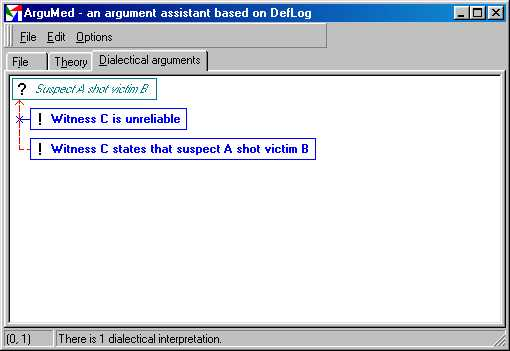 ArguMed - an argument assistant based on DefLog
File Edit Options
File Theory Dialectical arguments
? Suspect A shot victim B
! Witness C is unreliable
! Witness C states that suspect A shot victim B
(0, 1) There is 1 dialectical interpretation.